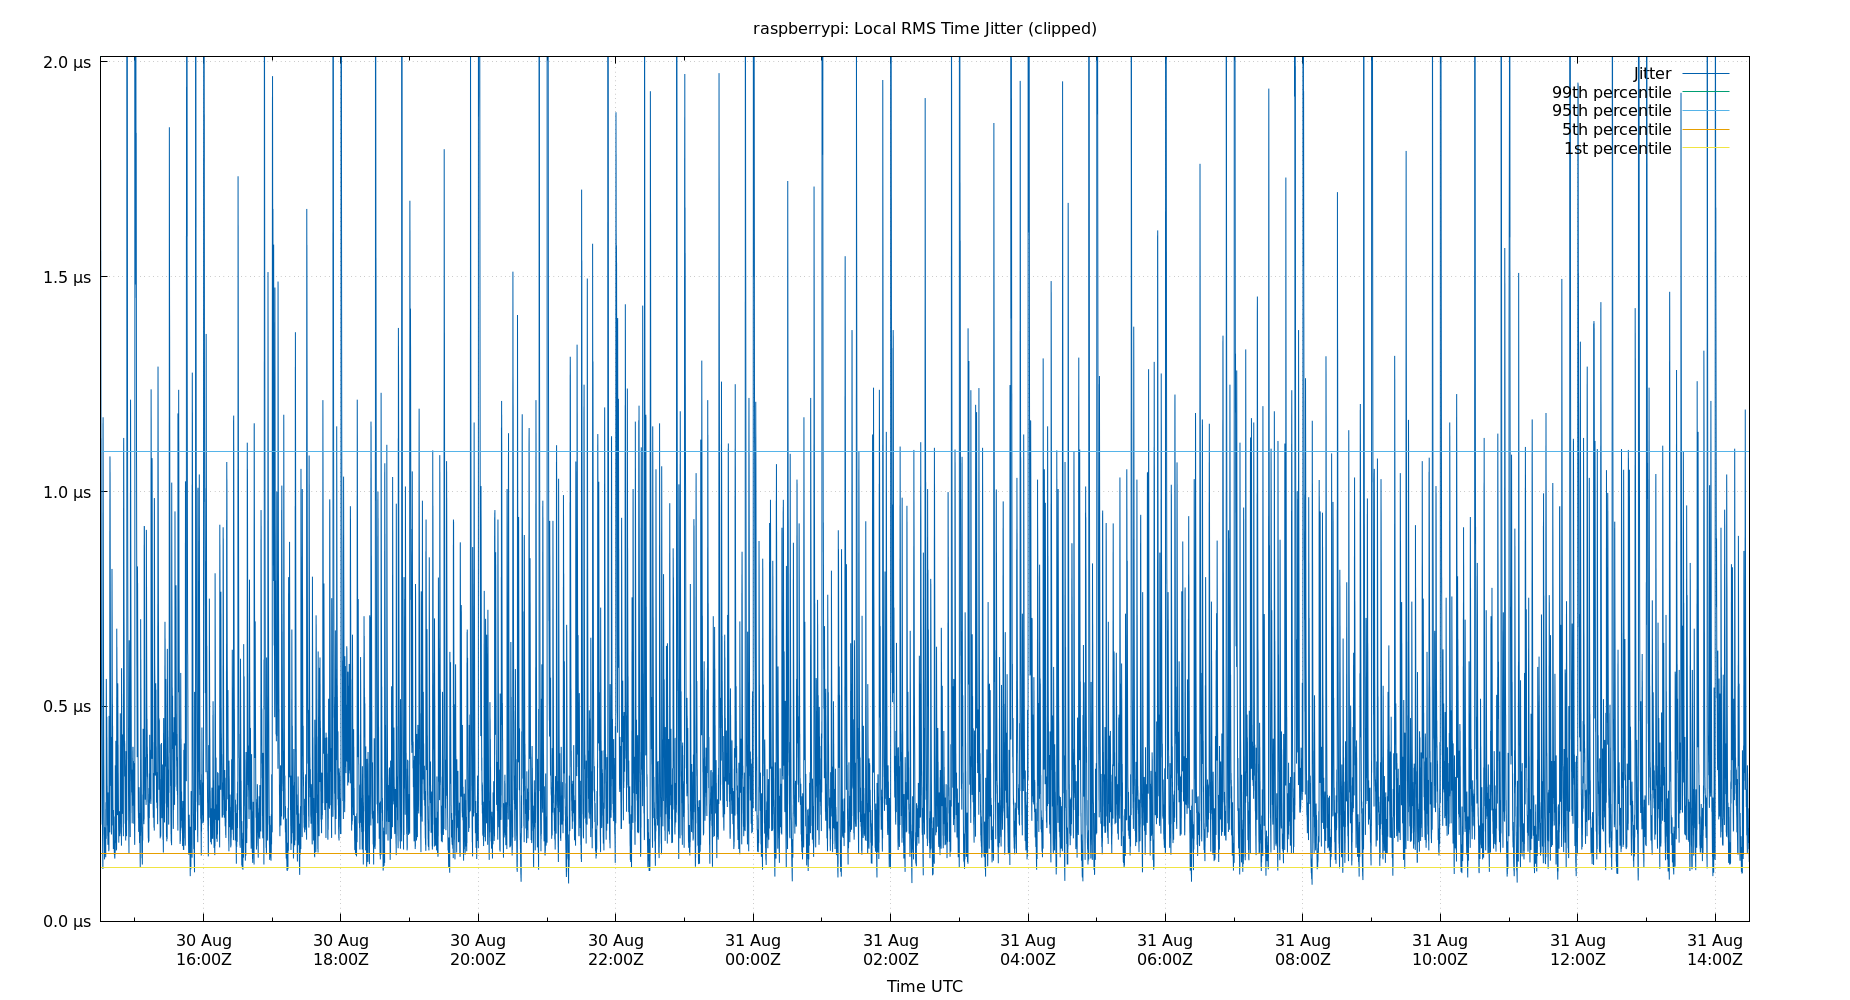 raspberrypi: Local RMS Time Jitter (clipped)
2.0 µs
1.5 µs
1.0 µs
0.5 µs
0.0 µs
Jitter
99th percentile
95th percentile
5th percentile
1st percentile
30 Aug 30 Aug 30 Aug 30 Aug 31 Aug 31 Aug 31 Aug 31 Aug 31 Aug 31 Aug 31 Aug 31 Aug
16:00Z 18:00Z 20:00Z 22:00Z 00:00Z 02:00Z 04:00Z 06:00Z 08:00Z 10:00Z 12:00Z 14:00Z
Time UTC